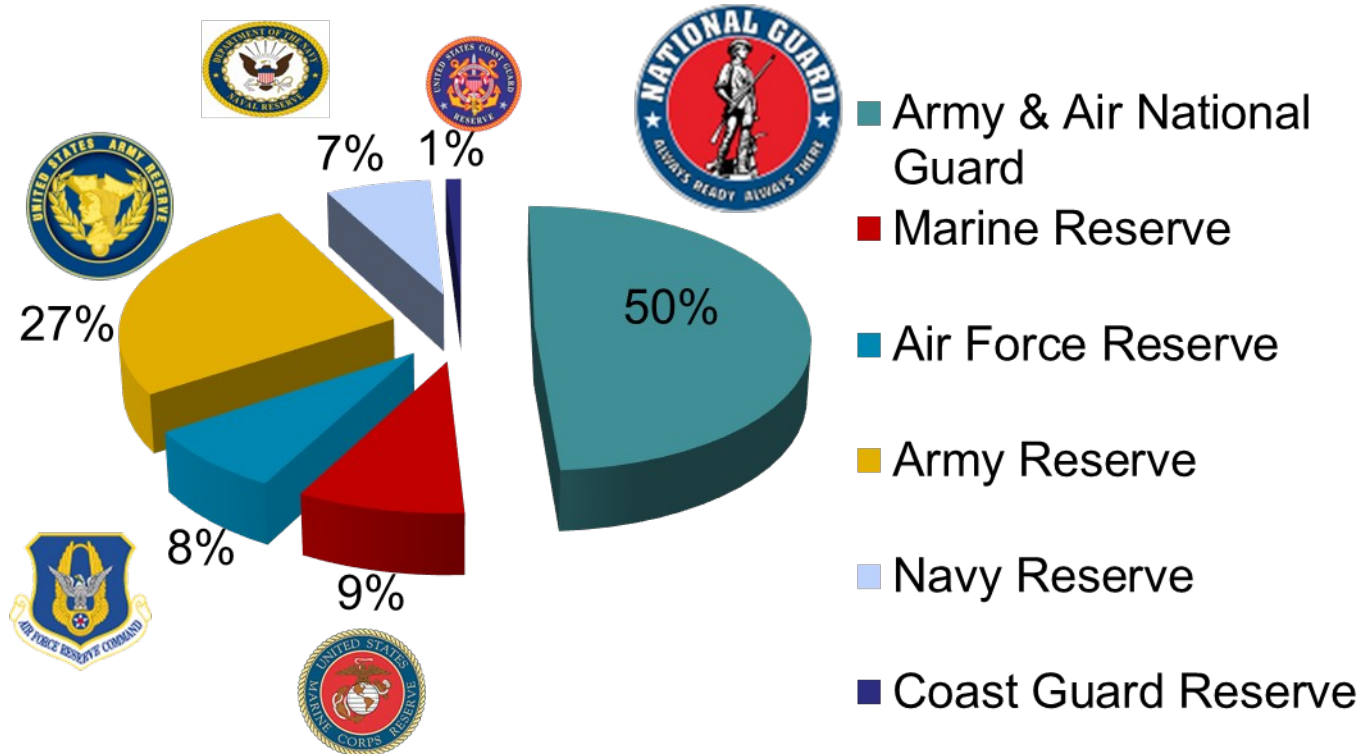 DEPARTMENT OF THE NAVY
NAVAL RESERVE
UNITED STATES COAST GUARD
RESERVE
NATIONAL GUARD
ALWAYS READY ALWAYS THERE
UNITED STATES ARMY RESERVE
7%
1%
27%
50%
8%
9%
AIR FORCE RESERVE COMMAND
UNITED STATES
MARINE CORPS RESERVE
Army & Air National
Guard
Marine Reserve
Air Force Reserve
Army Reserve
Navy Reserve
Coast Guard Reserve